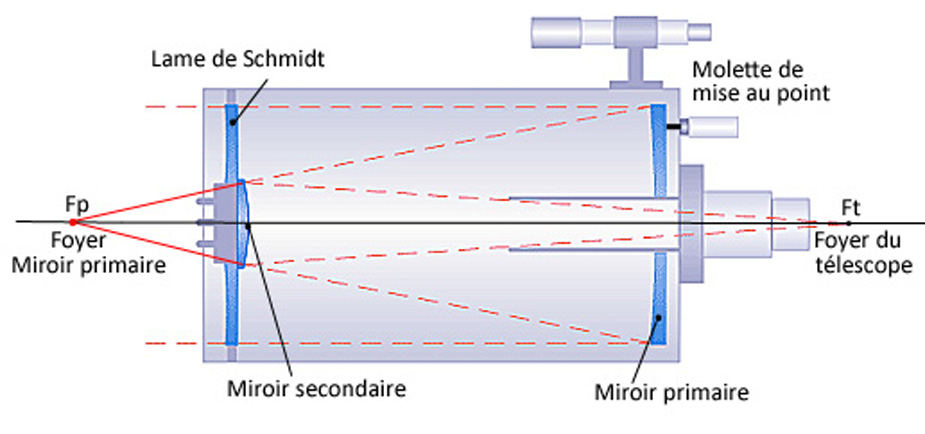 Lame de Schmidt
Molette de
mise au point
Fp
Foyer
Miroir primaire
Ft
Foyer du
télescope
Miroir secondaire
Miroir primaire